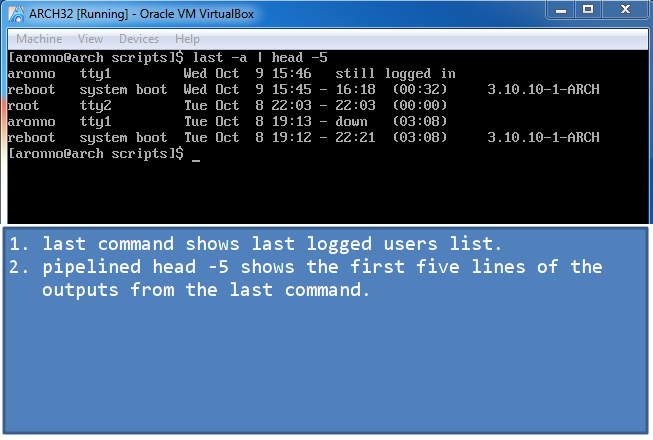 ARCH32 [Running] - Oracle VM VirtualBox
Machine View Devices Help
[aronno@arch scripts]$ last -a | head -5
aronno   tty1         Wed Oct  9 15:46   still logged in
reboot   system boot  Wed Oct  9 15:45 - 16:18  (00:32)     3.10.10-1-ARCH
root     tty2         Tue Oct  8 22:03 - 22:03  (00:00)
aronno   tty1         Tue Oct  8 19:13 - down   (03:08)
reboot   system boot  Tue Oct  8 19:12 - 22:21  (03:08)     3.10.10-1-ARCH
[aronno@arch scripts]$ _
1. last command shows last logged users list.
2. pipelined head -5 shows the first five lines of the
outputs from the last command.